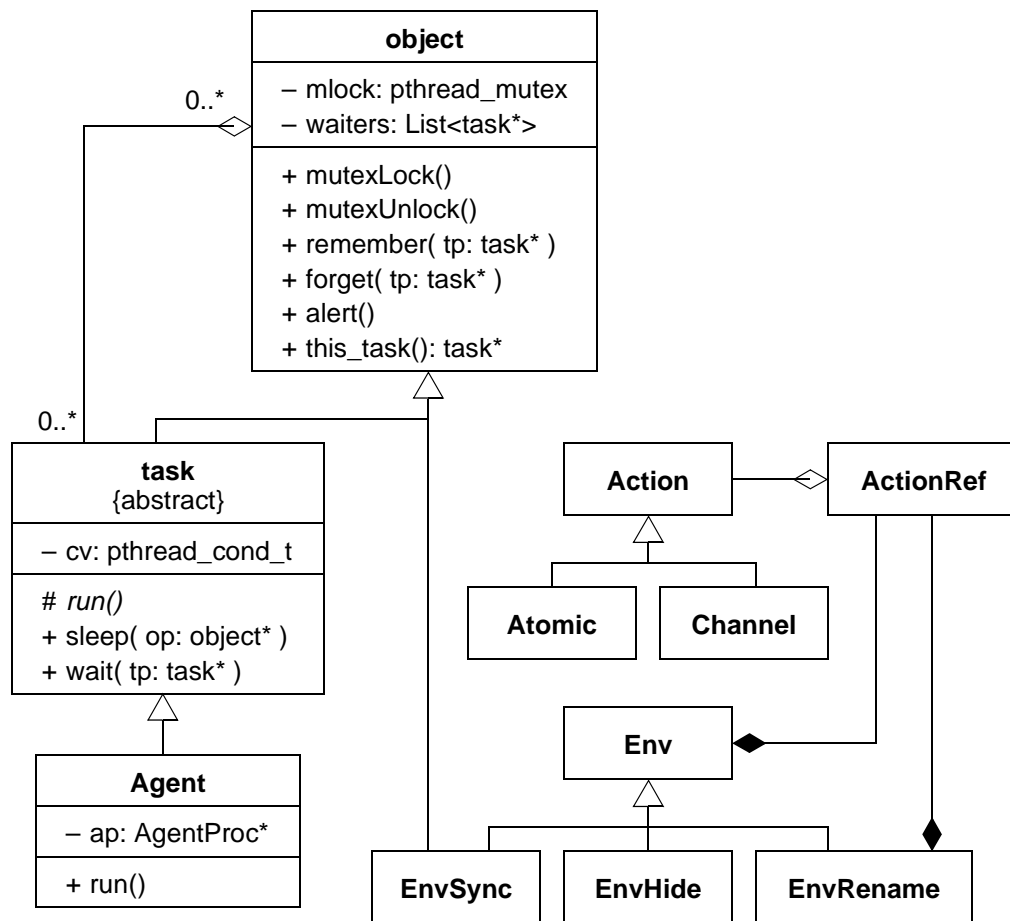 object
– mlock: pthread_mutex
– waiters: List<task*>
+ mutexLock()
+ mutexUnlock()
+ remember( tp: task* )
+ forget( tp: task* )
+ alert()
+ this_task(): task*
0..*
0..*
task
{abstract}
– cv: pthread_cond_t
# run()
+ sleep( op: object* )
+ wait( tp: task* )
Agent
– ap: AgentProc*
+ run()
Action
ActionRef
Atomic
Channel
Env
EnvSync
EnvHide
EnvRename